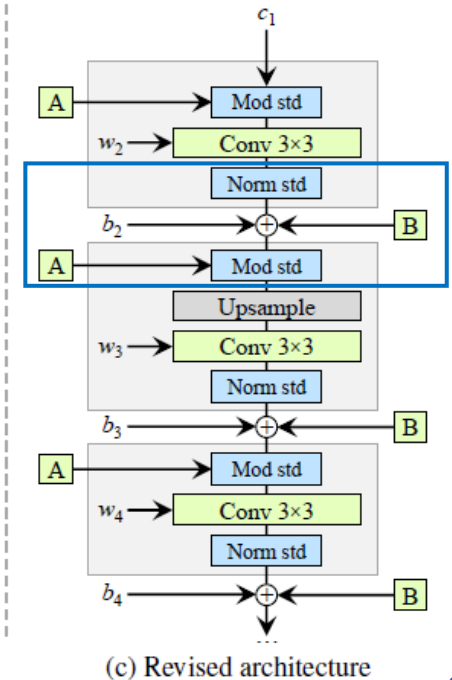 c1
A
Mod std
w2
Conv 3×3
Norm std
b2
+
B
A
Mod std
Upsample
w3
Conv 3×3
Norm std
b3
+
B
A
Mod std
w4
Conv 3×3
Norm std
b4
+
B
...
(c) Revised architecture